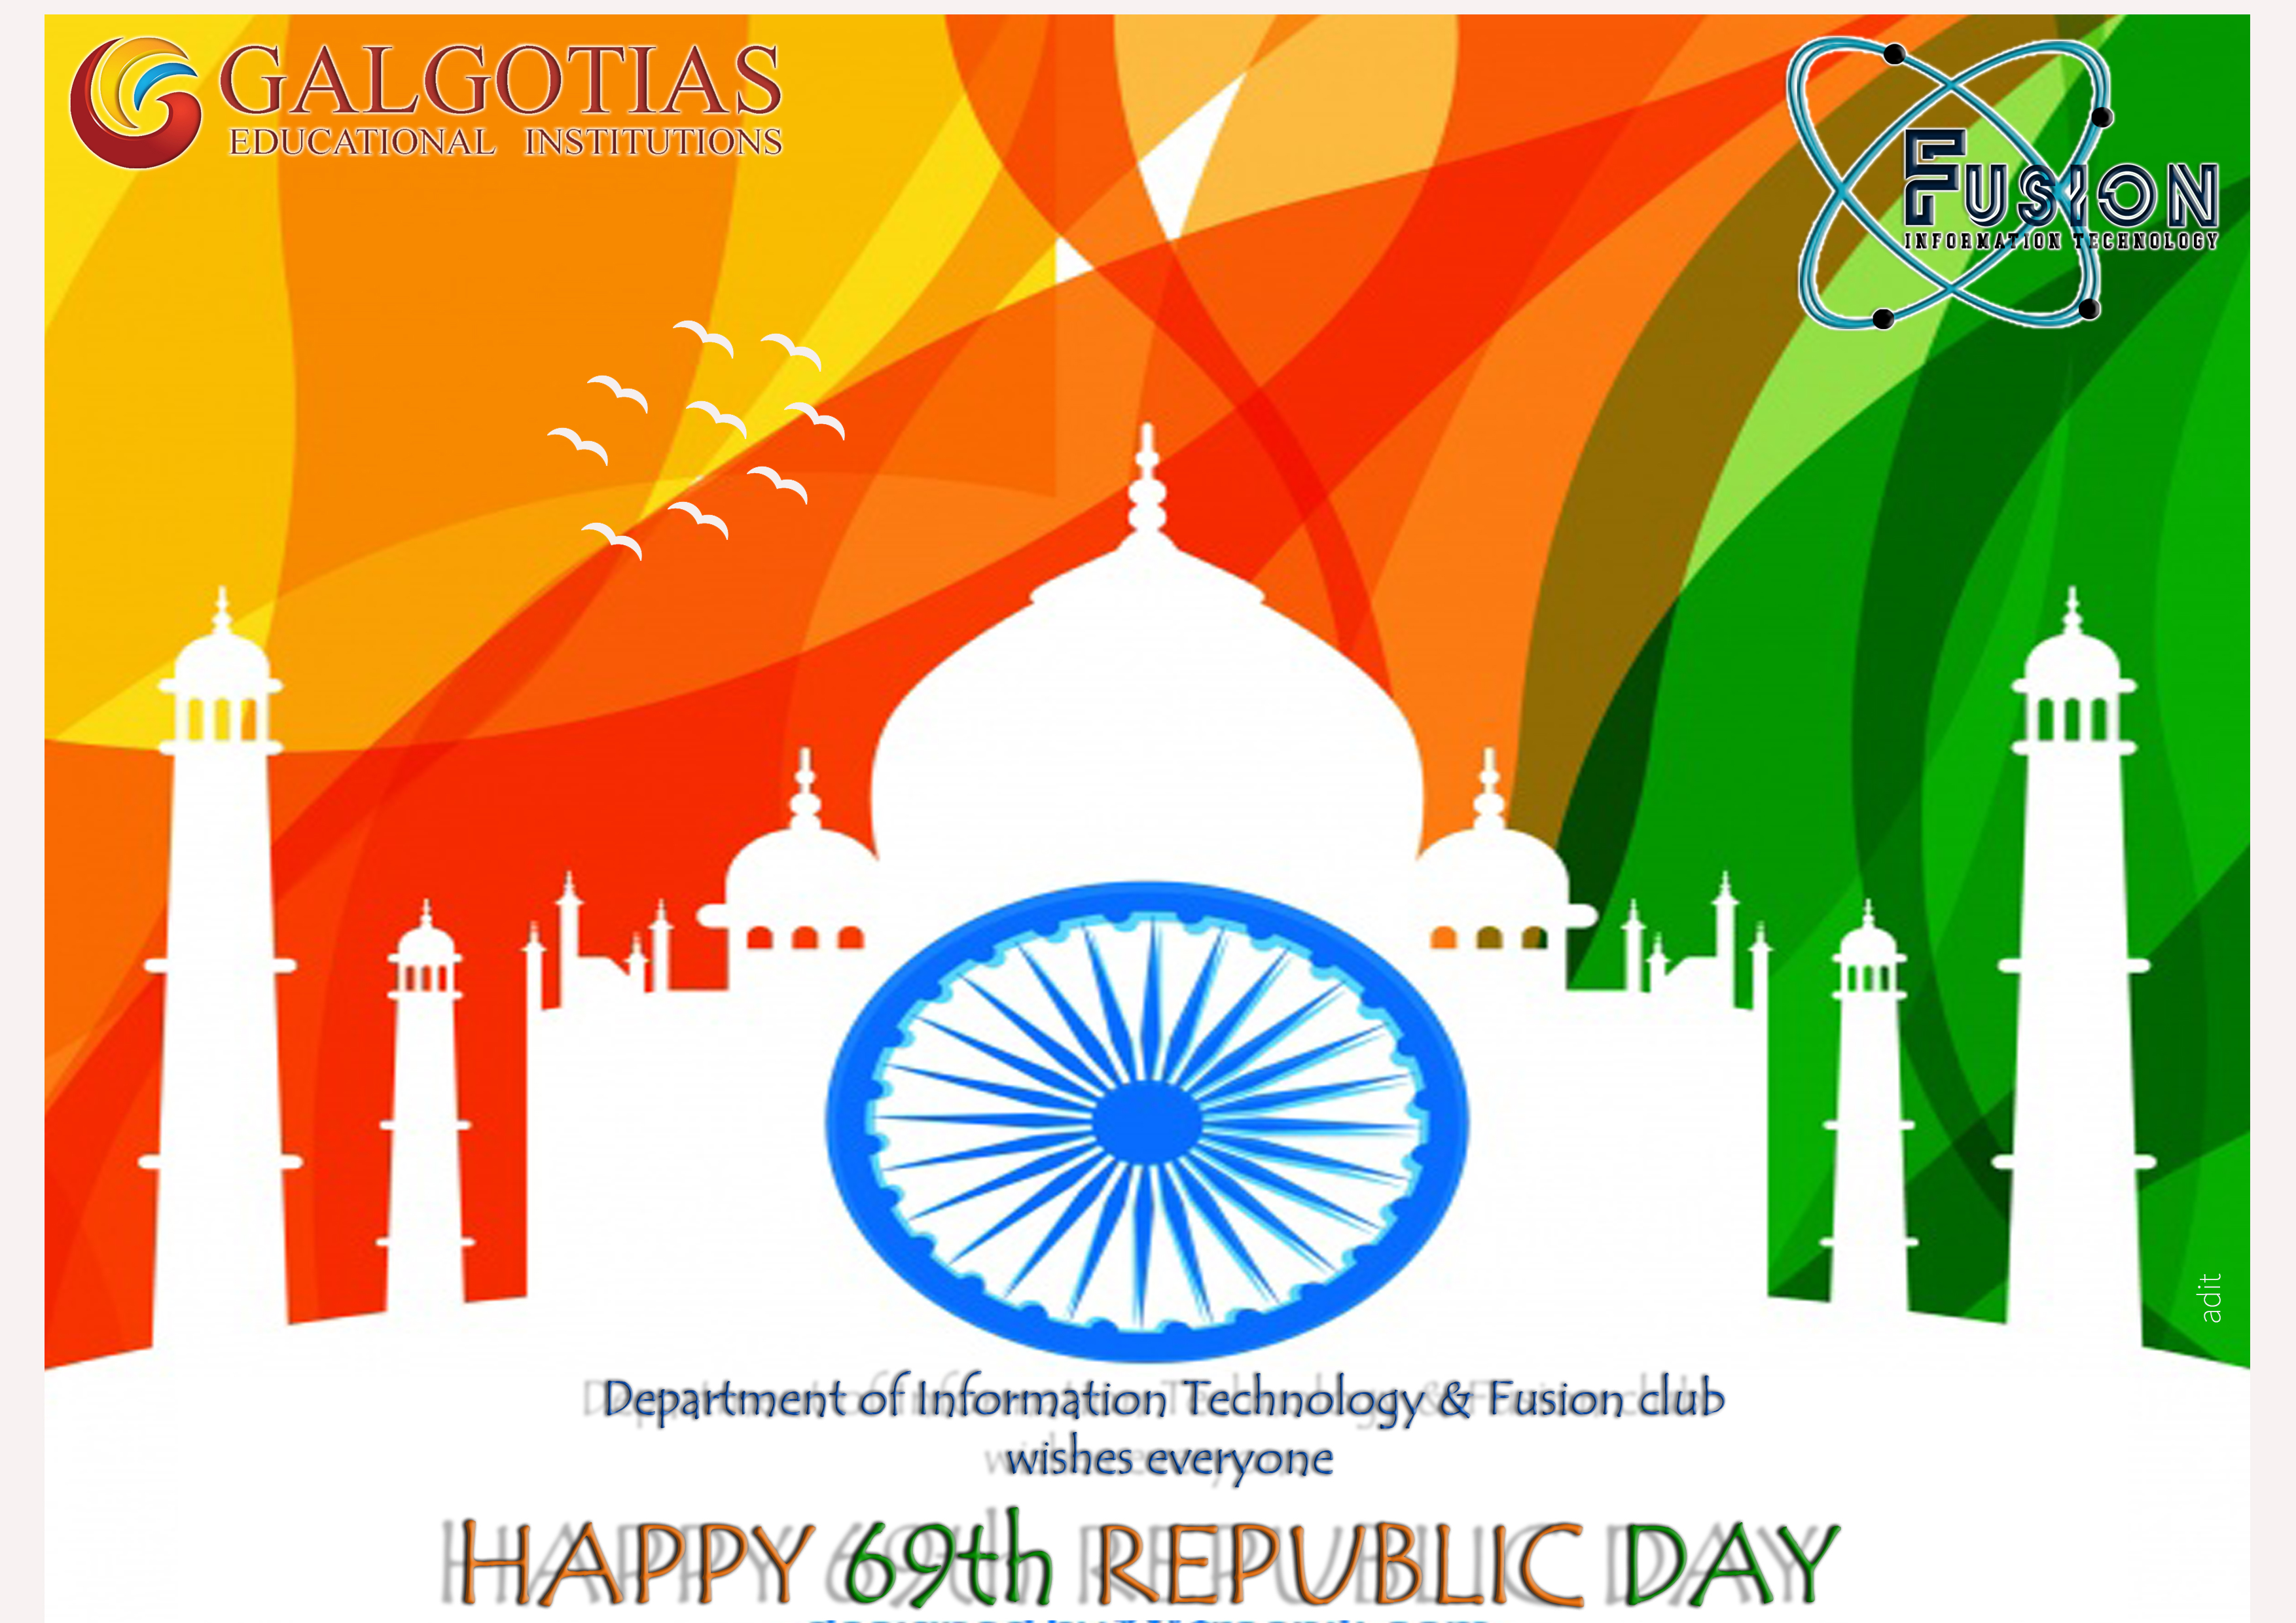 GALGOTIAS
EDUCATIONAL INSTITUTIONS
FUSION
INFORMATION TECHNOLOGY
adit
Department of Information Technology & Fusion club
wishes everyone
HAPPY 69th REPUBLIC DAY